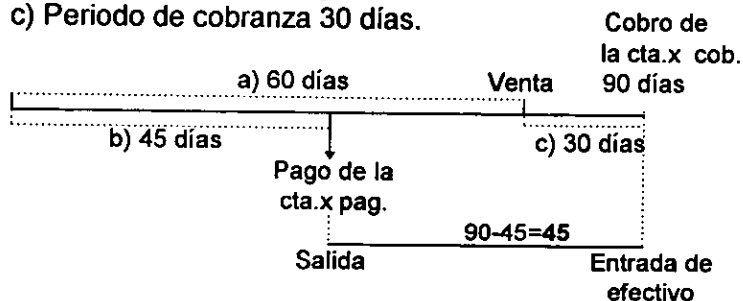 c) Periodo de cobranza 30 días.
Cobro de
la cta.x cob.
90 días
a) 60 días
Venta
b) 45 días
c) 30 días
Pago de la
cta.x pag.
90-45=45
Salida
Entrada de
efectivo